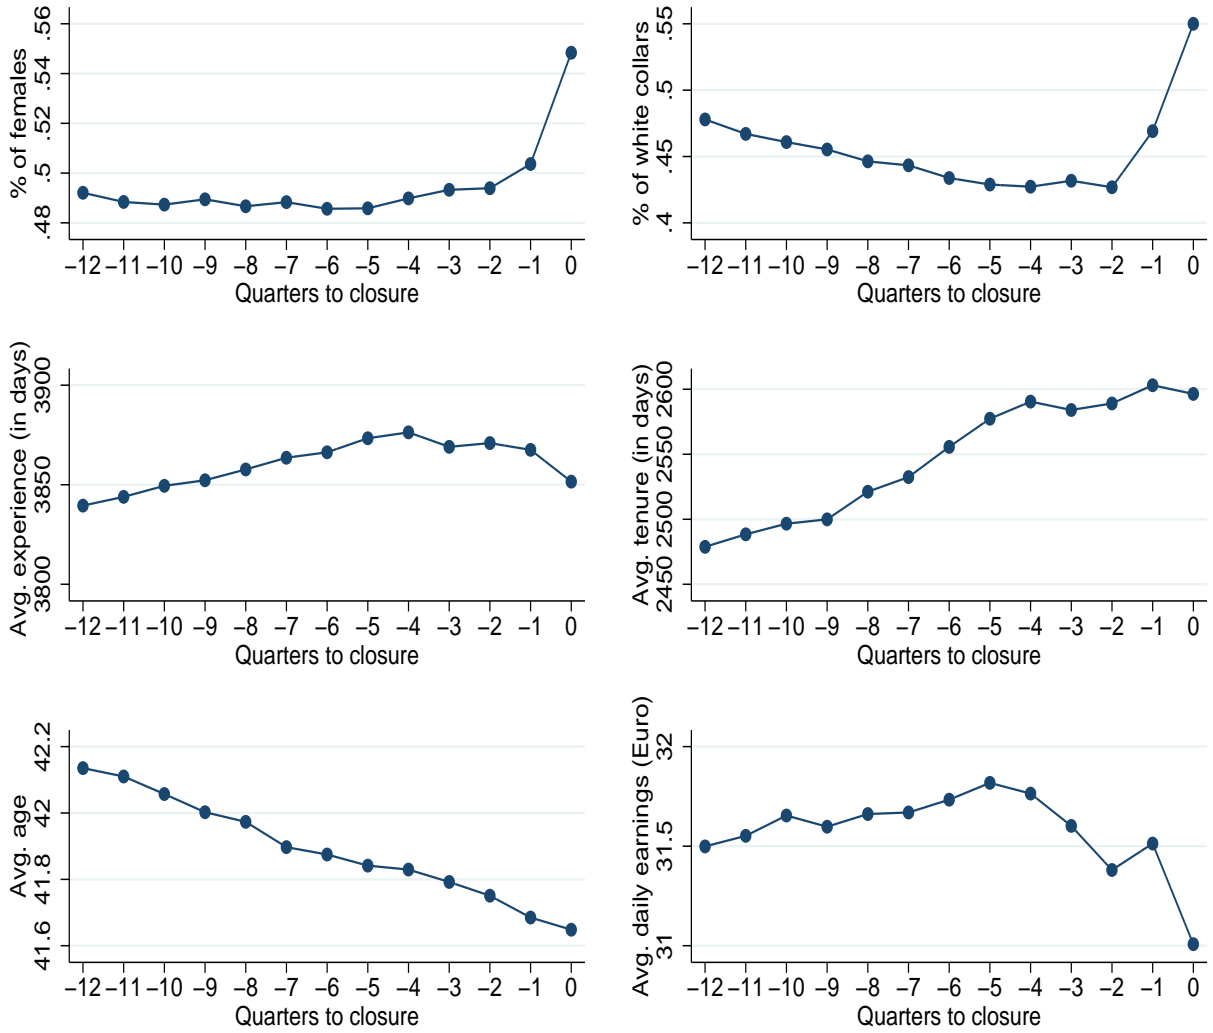 % of females
.56
.54
.52
.5
.48
−12 −11 −10 −9 −8 −7 −6 −5 −4 −3 −2 −1 0
Quarters to closure
% of white collars
.55
.5
.45
.4
−12 −11 −10 −9 −8 −7 −6 −5 −4 −3 −2 −1 0
Quarters to closure
Avg. experience (in days)
3900
3850
3800
−12 −11 −10 −9 −8 −7 −6 −5 −4 −3 −2 −1 0
Quarters to closure
Avg. tenure (in days)
2600
2550
2500
2450
−12 −11 −10 −9 −8 −7 −6 −5 −4 −3 −2 −1 0
Quarters to closure
Avg. age
42.2
42
41.8
41.6
−12 −11 −10 −9 −8 −7 −6 −5 −4 −3 −2 −1 0
Quarters to closure
Avg. daily earnings (Euro)
32
31.5
31
−12 −11 −10 −9 −8 −7 −6 −5 −4 −3 −2 −1 0
Quarters to closure